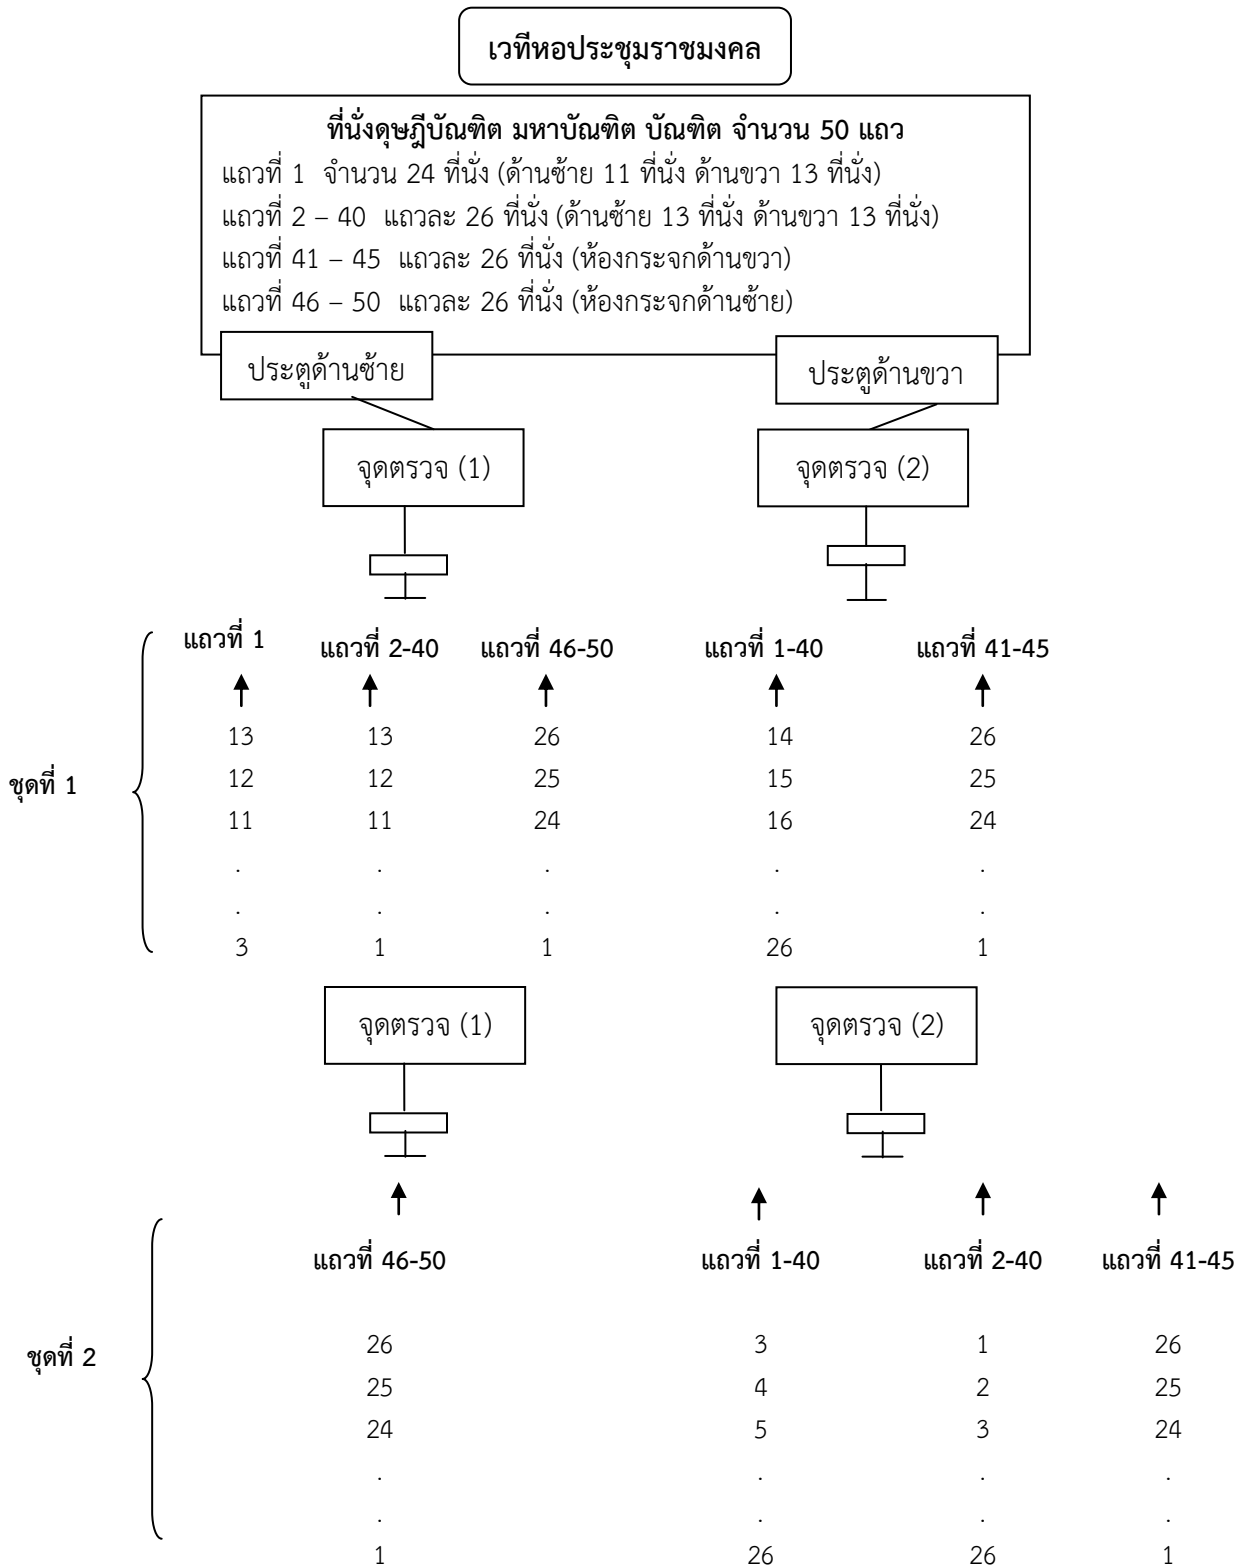 เวทีหอประชุมราชมงคล
ที่นั่งดุษฎีบัณฑิต มหาบัณฑิต บัณฑิต จำนวน 50 แถว
แถวที่ 1 จำนวน 24 ที่นั่ง (ด้านซ้าย 11 ที่นั่ง ด้านขวา 13 ที่นั่ง)
แถวที่ 2 – 40 แถวละ 26 ที่นั่ง (ด้านซ้าย 13 ที่นั่ง ด้านขวา 13 ที่นั่ง)
แถวที่ 41 – 45 แถวละ 26 ที่นั่ง (ห้องกระจกด้านขวา)
แถวที่ 46 – 50 แถวละ 26 ที่นั่ง (ห้องกระจกด้านซ้าย)
ประตูด้านซ้าย ประตูด้านขวา
จุดตรวจ (1) จุดตรวจ (2)
แถวที่ 1 แถวที่ 2-40 แถวที่ 46-50 แถวที่ 1-40 แถวที่ 41-45
13 13 26 14 26
ชุดที่ 1 12 12 25 15 25
11 11 24 16 24
. . . . .
. . . . .
3 1 1 26 1
จุดตรวจ (1) จุดตรวจ (2)
แถวที่ 46-50 แถวที่ 1-40 แถวที่ 2-40 แถวที่ 41-45
ชุดที่ 2 26 3 1 26
25 4 2 25
24 5 3 24
. . . .
. . . .
1 26 26 1